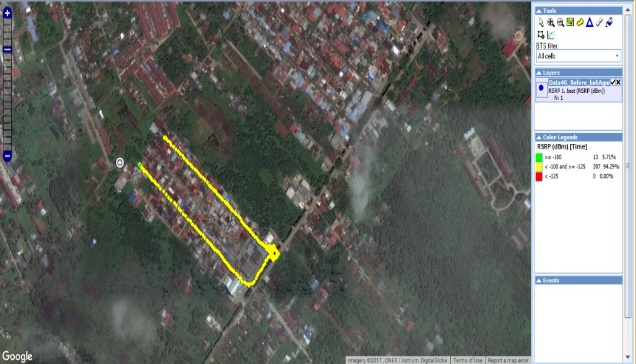 Tools
BTS filter
All cells
Layers
Data4G_Before_
RSRP 1. best (RSRP (dBm))
N: 1
Color Legends
RSRP (dBm) [Time]
>= -100 13 5.71%
< -100 and >= -125 207 94.29%
< -125 0 0.00%
Events
Google
Imagery ©2017 , CNES / Astrium, DigitalGlobe Terms of Use Report a map error